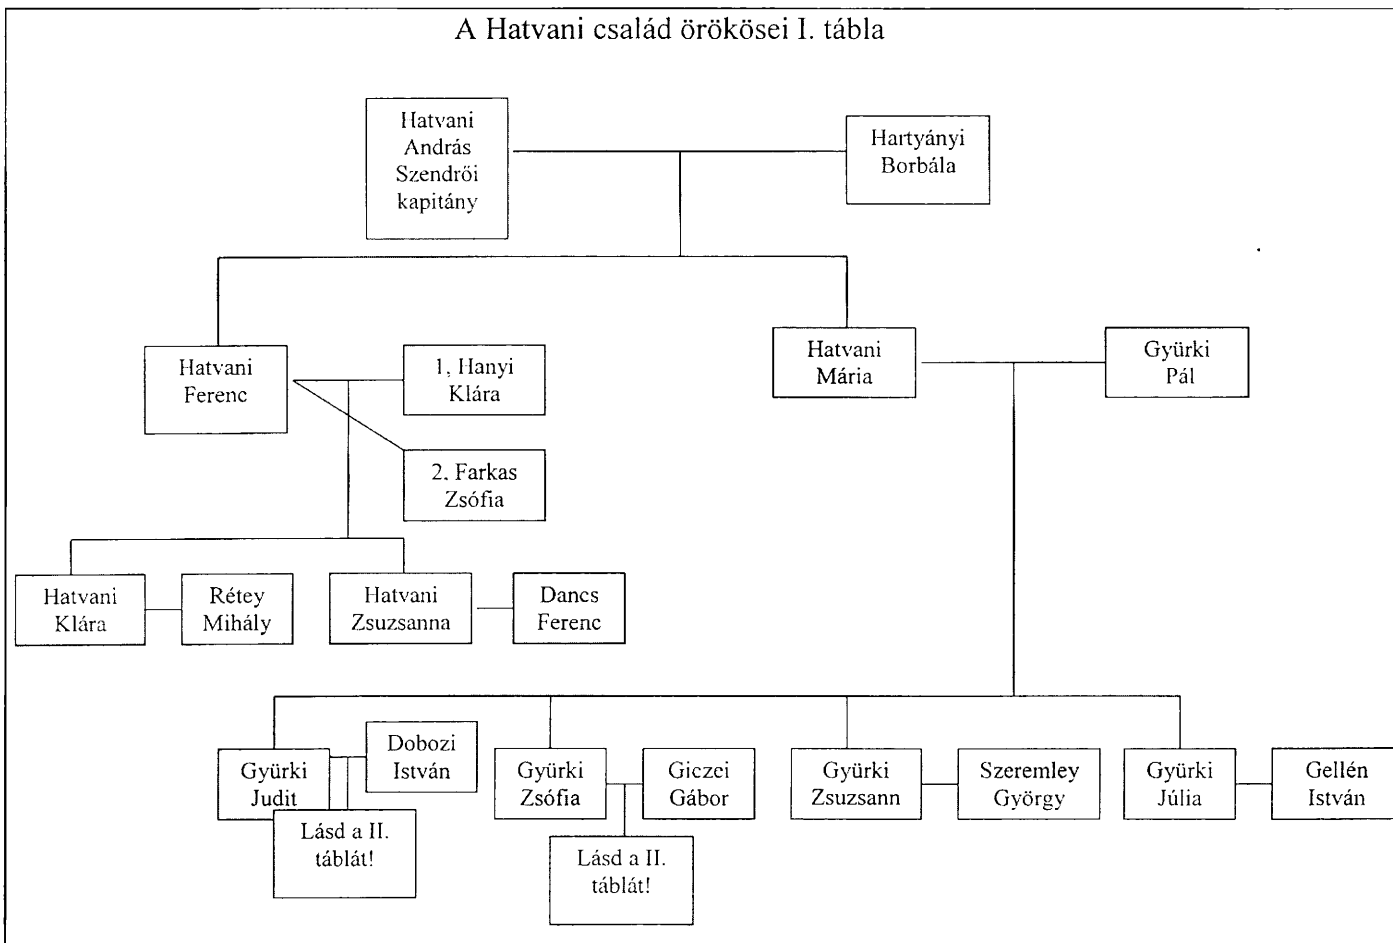 A Hatvani család örökösei I. tábla
Hatvani
András
Szendrői
kapitány
Hartyányi
Borbála
Hatvani
Ferenc
1, Hanyi
Klára
Hatvani
Mária
Gyürki
Pál
2, Farkas
Zsófia
Hatvani
Klára
Rétey
Mihály
Hatvani
Zsuzsanna
Dancs
Ferenc
Gyürki
Judit
Dobozi
István
Gyürki
Zsófia
Giczei
Gábor
Gyürki
Zsuzsann
Szeremley
György
Gyürki
Júlia
Gellén
István
Lásd a II.
táblát!
Lásd a II.
táblát!